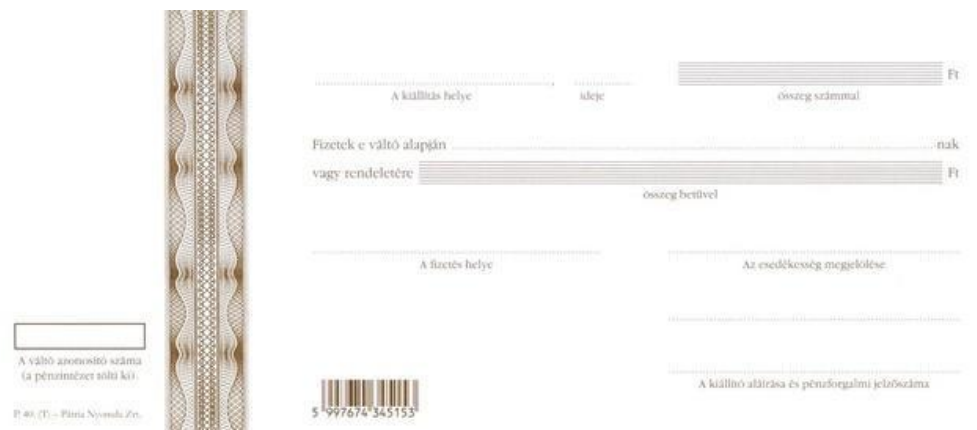 Ft
A kiállítás helye ideje összeg számmal
Fizetek e váltó alapján nak
vagy rendeletére Ft
összeg betűvel
A fizetés helye Az esedékesség megjelölése
A váltó azonosító száma
(a pénzintézet tölti ki).
A kiállító aláírása és pénzforgalmi jelzőszáma
P. 40. (T) – Pátria Nyomda Zrt.
5 997674 345153